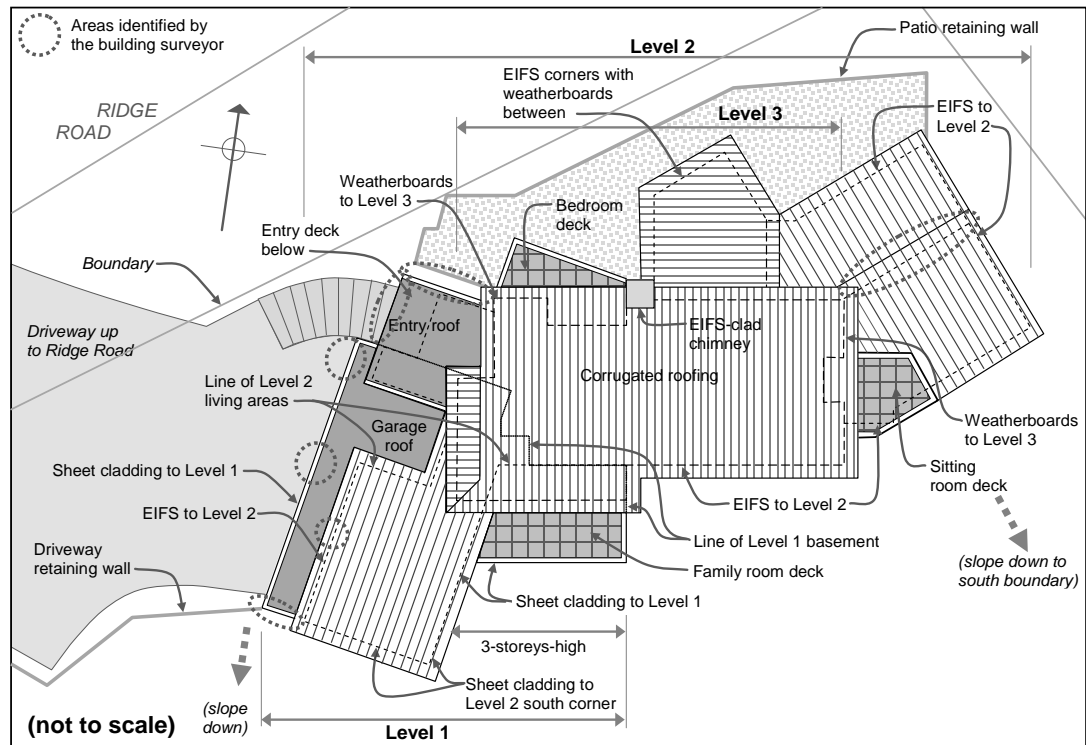 Areas identified by
the building surveyor
Level 2
Patio retaining wall
EIFS corners with
weatherboards
between
EIFS to
Level 2
RIDGE
ROAD
Level 3
Weatherboards
to Level 3
Bedroom
deck
Entry deck
below
Boundary
Driveway up
to Ridge Road
Entry roof
EIFS-clad
chimney
Corrugated roofing
Line of Level 2
living areas
Garage
roof
Weatherboards
to Level 3
Sheet cladding to Level 1
Sitting
room deck
EIFS to Level 2
EIFS to Level 2
Driveway
retaining wall
Line of Level 1 basement
Family room deck
(slope down to
south boundary)
Sheet cladding to Level 1
3-storeys-high
Sheet cladding to
Level 2 south corner
(not to scale)
(slope
down)
Level 1